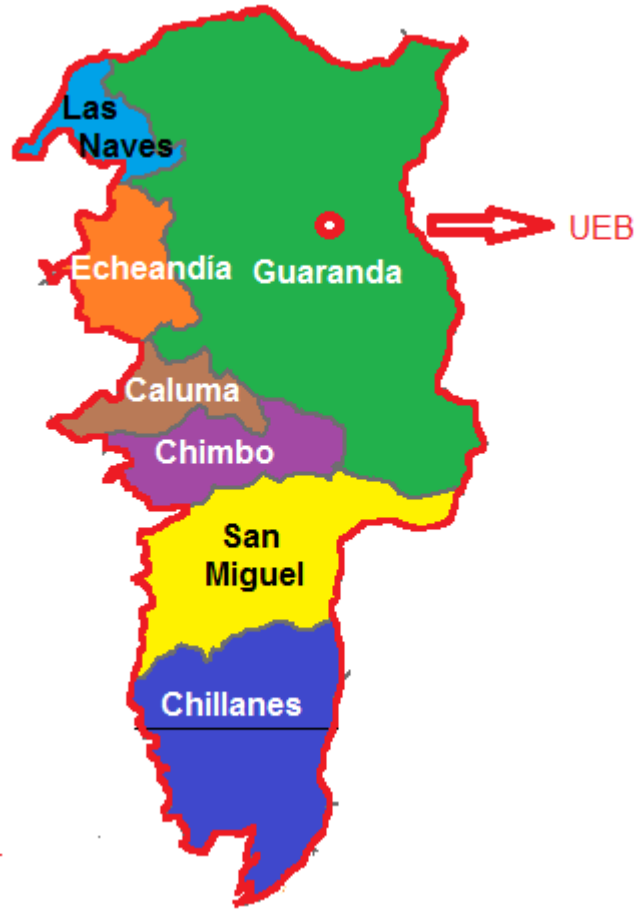 Las
Naves
UEB
Echeandía
Guaranda
Caluma
Chimbo
San
Miguel
Chillanes